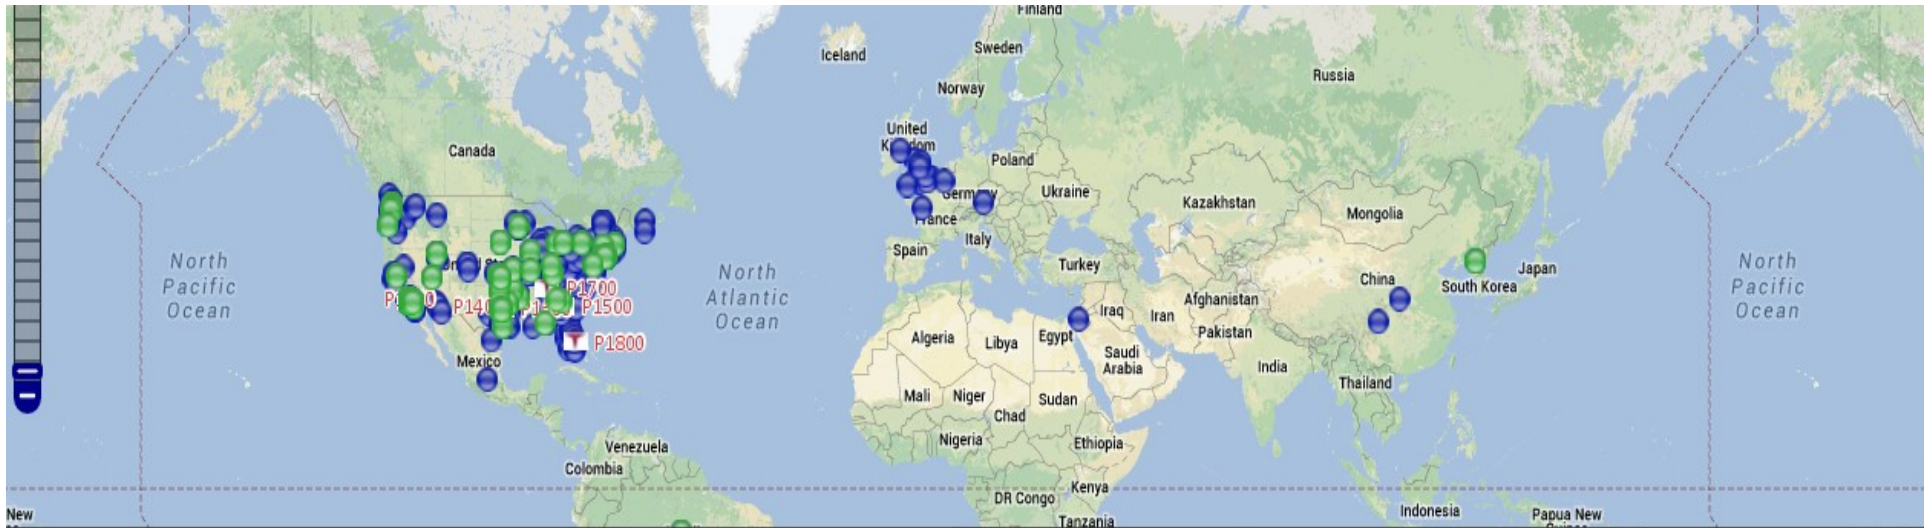 Finland
Iceland
Sweden
Russia
Norway
United
Kingdom
Canada
Poland
Germany
Ukraine
Kazakhstan
Mongolia
France
Italy
Spain
North
Pacific
Ocean
North
Atlantic
Ocean
Turkey
China
Japan
South Korea
North
Pacific
Ocean
P1700
P1500
P1800
Afghanistan
Iraq
Iran
Pakistan
Algeria
Libya
Egypt
Saudi
Arabia
India
Mexico
Thailand
Mali
Niger
Sudan
Chad
Nigeria
Ethiopia
Venezuela
Colombia
Kenya
DR Congo
Indonesia
Papua New
Tanzania
New